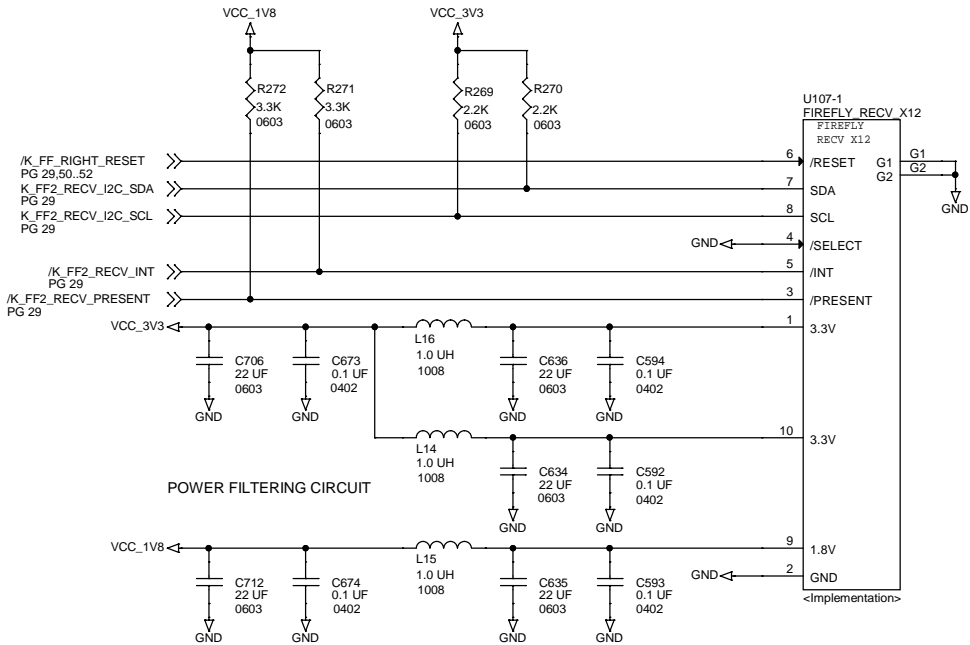 VCC_1V8
VCC_3V3
R272
3.3K
0603
R271
3.3K
0603
R269
2.2K
0603
R270
2.2K
0603
U107-1
FIREFLY_RECV_X12
FIREFLY
RECV X12
/K_FF_RIGHT_RESET
PG 29,50..52
6
/RESET
G1
G1
G2
G2
GND
K_FF2_RECV_I2C_SDA
PG 29
7
SDA
K_FF2_RECV_I2C_SCL
PG 29
8
SCL
GND
4
/SELECT
/K_FF2_RECV_INT
PG 29
5
/INT
/K_FF2_RECV_PRESENT
PG 29
3
/PRESENT
VCC_3V3
1
3.3V
L16
1.0 UH
1008
C706
22 UF
0603
GND
C673
0.1 UF
0402
GND
C636
22 UF
0603
GND
C594
0.1 UF
0402
GND
10
3.3V
L14
1.0 UH
1008
C634
22 UF
0603
GND
C592
0.1 UF
0402
GND
POWER FILTERING CIRCUIT
VCC_1V8
9
1.8V
L15
1.0 UH
1008
C712
22 UF
0603
GND
C674
0.1 UF
0402
GND
C635
22 UF
0603
GND
C593
0.1 UF
0402
GND
GND
2
GND
<Implementation>